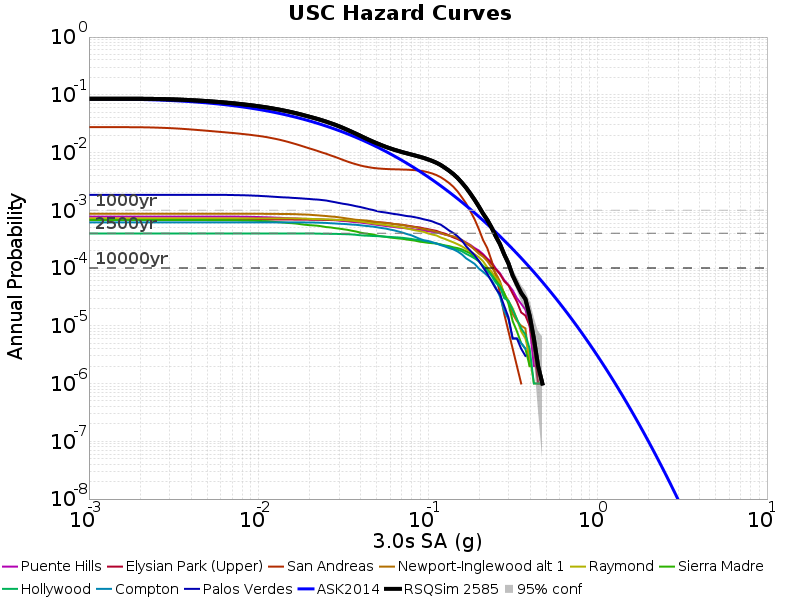 USC Hazard Curves
10^0
10^-1
10^-2
10^-3
10^-4
10^-5
10^-6
10^-7
10^-8
Annual Probability
1000yr
2500yr
10000yr
10^-3 10^-2 10^-1 10^0 10^1
3.0s SA (g)
Puente Hills Elysian Park (Upper) San Andreas Newport-Inglewood alt 1 Raymond Sierra Madre
Hollywood Compton Palos Verdes ASK2014 RSQSim 2585 95% conf